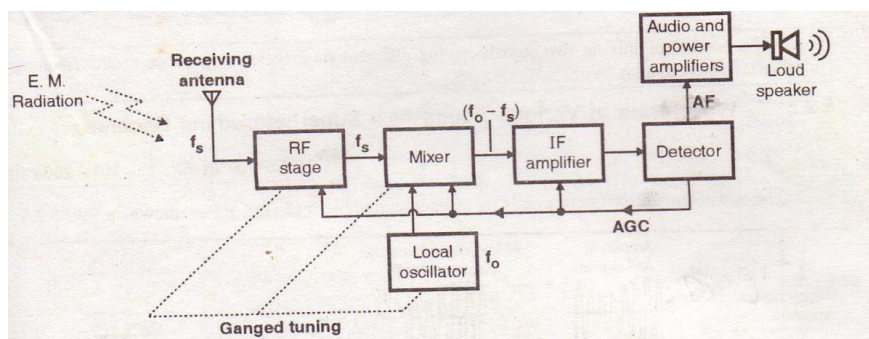 Audio and
power
amplifiers
Loud
speaker
Receiving
antenna
E. M.
Radiation
AF
fs
RF
stage
fs
Mixer
(fo – fs)
IF
amplifier
Detector
AGC
Local
oscillator
fo
Ganged tuning